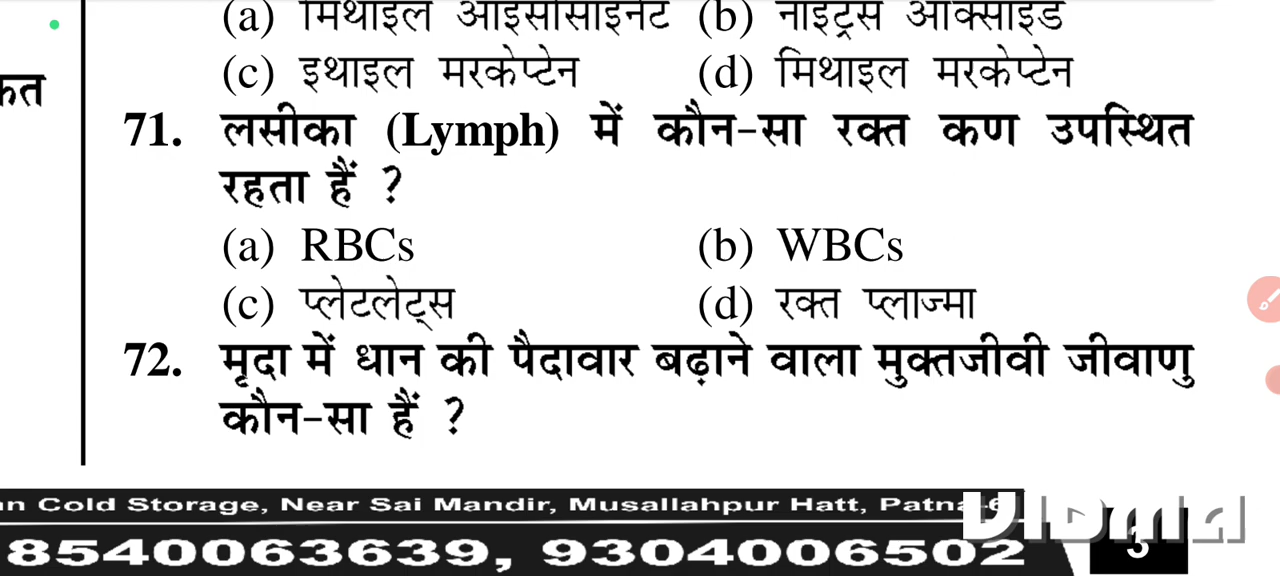 (a) मिथाइल आइसोसाइनेट (b) नाइट्रस ऑक्साइड
(c) इथाइल मरकेप्टेन (d) मिथाइल मरकेप्टेन
71. लसीका (Lymph) में कौन-सा रक्त कण उपस्थित
रहता हैं ?
(a) RBCs (b) WBCs
(c) प्लेटलेट्स (d) रक्त प्लाज्मा
72. मृदा में धान की पैदावार बढ़ाने वाला मुक्तजीवी जीवाणु
कौन-सा हैं ?
Cold Storage, Near Sai Mandir, Musallahpur Hatt,
8540063639, 9304006502